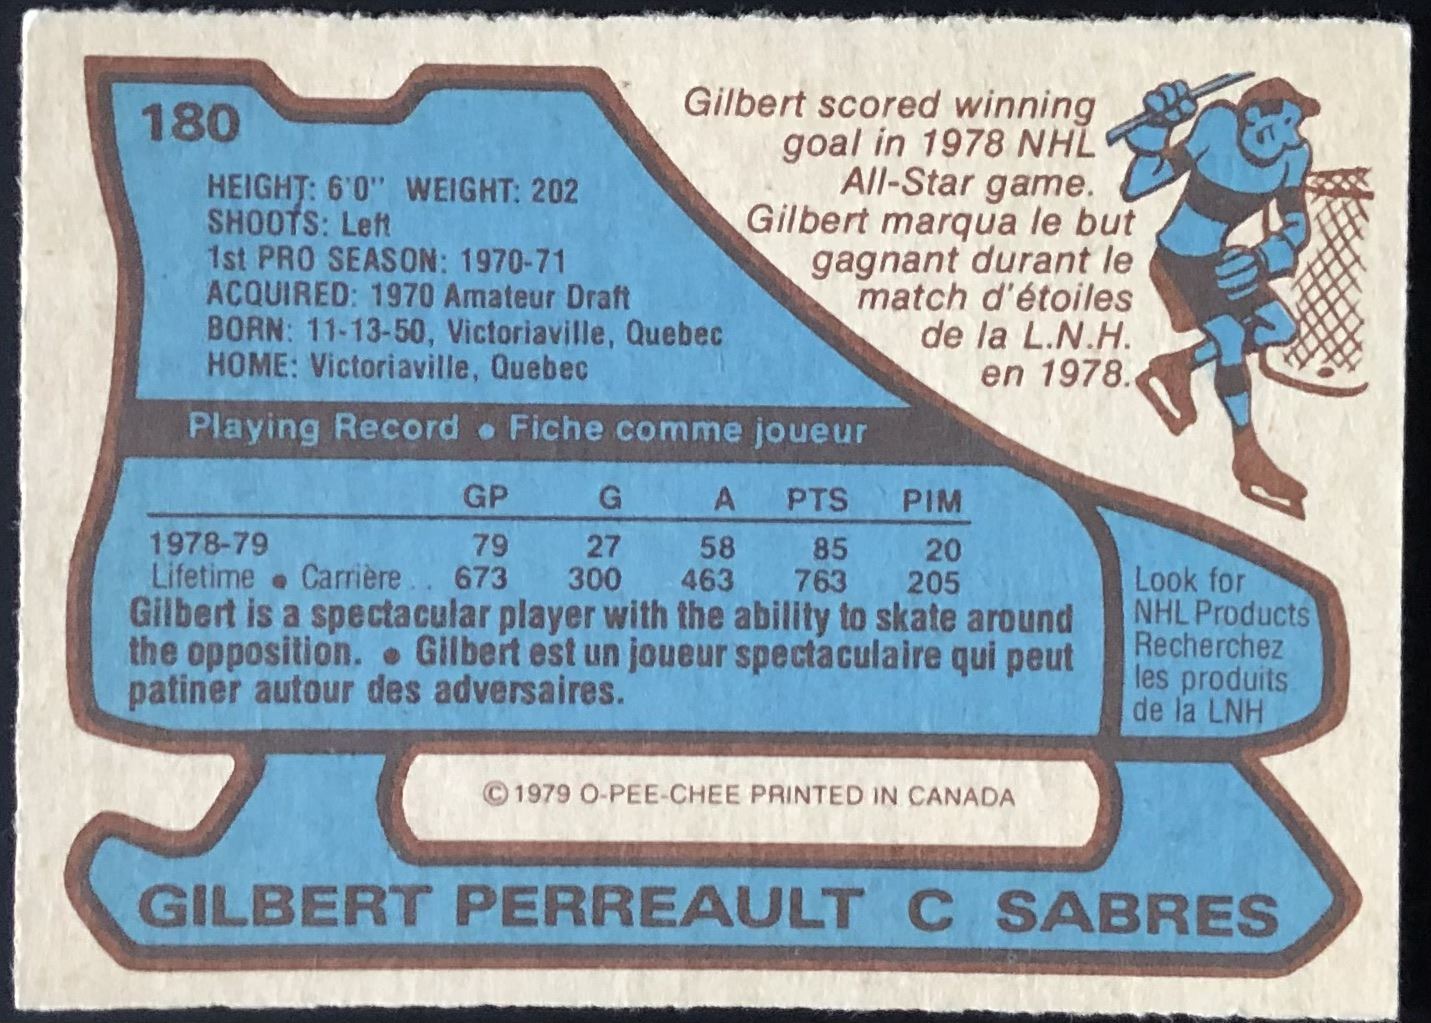 180
HEIGHT: 6'0" WEIGHT: 202
SHOOTS: Left
1st PRO SEASON: 1970-71
ACQUIRED: 1970 Amateur Draft
BORN: 11-13-50, Victoriaville, Quebec
HOME: Victoriaville, Quebec
Gilbert scored winning
goal in 1978 NHL
All-Star game.
Gilbert marqua le but
gagnant durant le
match d'étoiles
de la L.N.H.
en 1978.
Playing Record • Fiche comme joueur
GP G A PTS PIM
1978-79 79 27 58 85 20
Lifetime • Carrière .. 673 300 463 763 205
Gilbert is a spectacular player with the ability to skate around
the opposition. • Gilbert est un joueur spectaculaire qui peut
patiner autour des adversaires.
Look for
NHL Products
Recherchez
les produits
de la LNH
©1979 O-PEE-CHEE PRINTED IN CANADA
GILBERT PERREAULT C SABRES